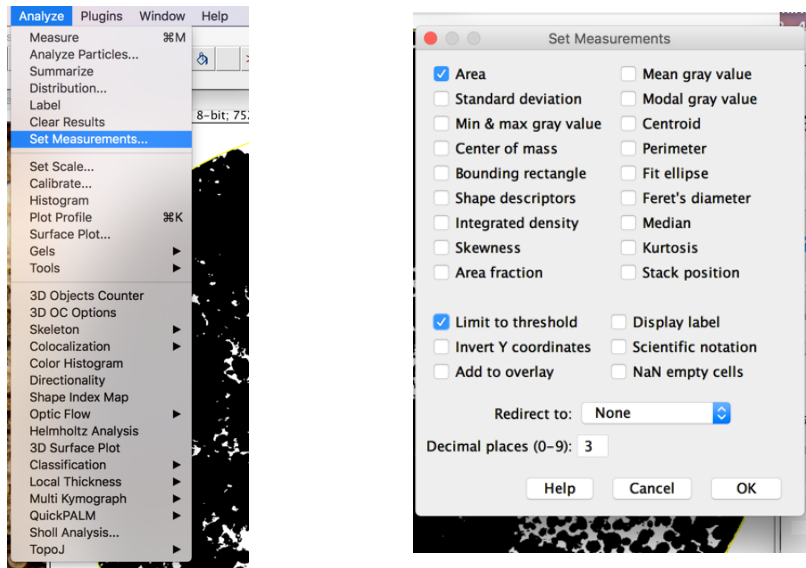 Analyze Plugins Window Help
Measure ⌘M
Analyze Particles...
Summarize
Distribution...
Label
Clear Results
Set Measurements...
Set Scale...
Calibrate...
Histogram
Plot Profile ⌘K
Surface Plot...
Gels
Tools
3D Objects Counter
3D OC Options
Skeleton
Colocalization
Color Histogram
Directionality
Shape Index Map
Optic Flow
Helmholtz Analysis
3D Surface Plot
Classification
Local Thickness
Multi Kymograph
QuickPALM
Sholl Analysis...
TopoJ
8-bit; 75
Set Measurements
Area Mean gray value
Standard deviation Modal gray value
Min & max gray value Centroid
Center of mass Perimeter
Bounding rectangle Fit ellipse
Shape descriptors Feret's diameter
Integrated density Median
Skewness Kurtosis
Area fraction Stack position
Limit to threshold Display label
Invert Y coordinates Scientific notation
Add to overlay NaN empty cells
Redirect to: None
Decimal places (0-9): 3
Help Cancel OK